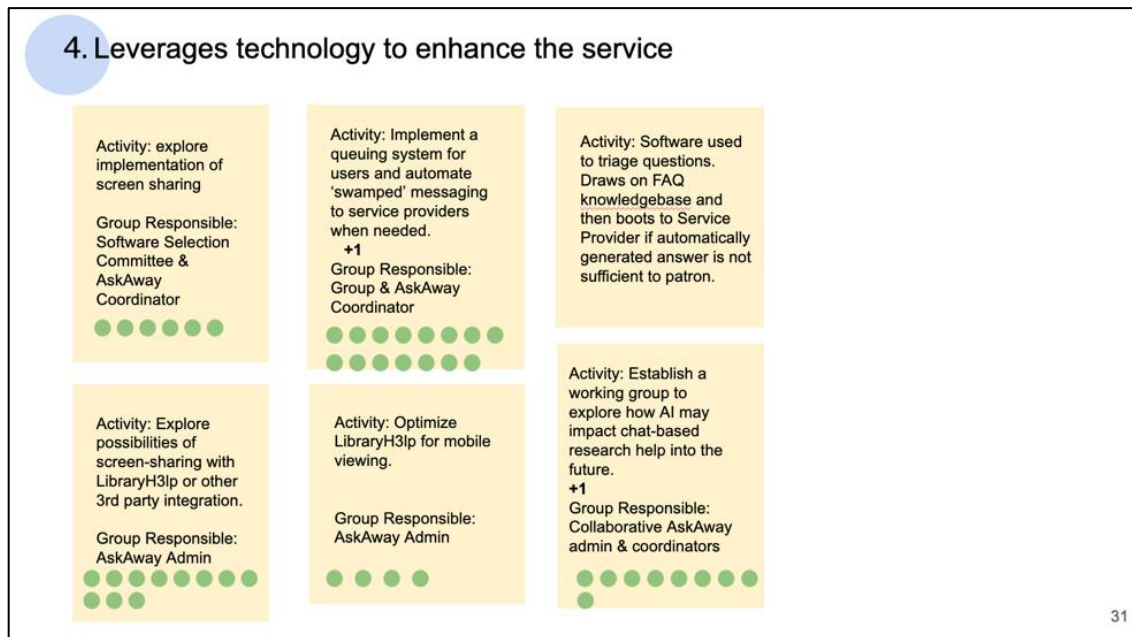 4. Leverages technology to enhance the service
Activity: explore
implementation of
screen sharing
Group Responsible:
Software Selection
Committee &
AskAway
Coordinator
Activity: Implement a
queuing system for
users and automate
‘swamped’ messaging
to service providers
when needed.
+1
Group Responsible:
Group & AskAway
Coordinator
Activity: Software used
to triage questions.
Draws on FAQ
knowledgebase and
then boots to Service
Provider if automatically
generated answer is not
sufficient to patron.
Activity: Explore
possibilities of
screen-sharing with
LibraryH3lp or other
3rd party integration.
Group Responsible:
AskAway Admin
Activity: Optimize
LibraryH3lp for mobile
viewing.
Group Responsible:
AskAway Admin
Activity: Establish a
working group to
explore how AI may
impact chat-based
research help into the
future.
+1
Group Responsible:
Collaborative AskAway
admin & coordinators
31